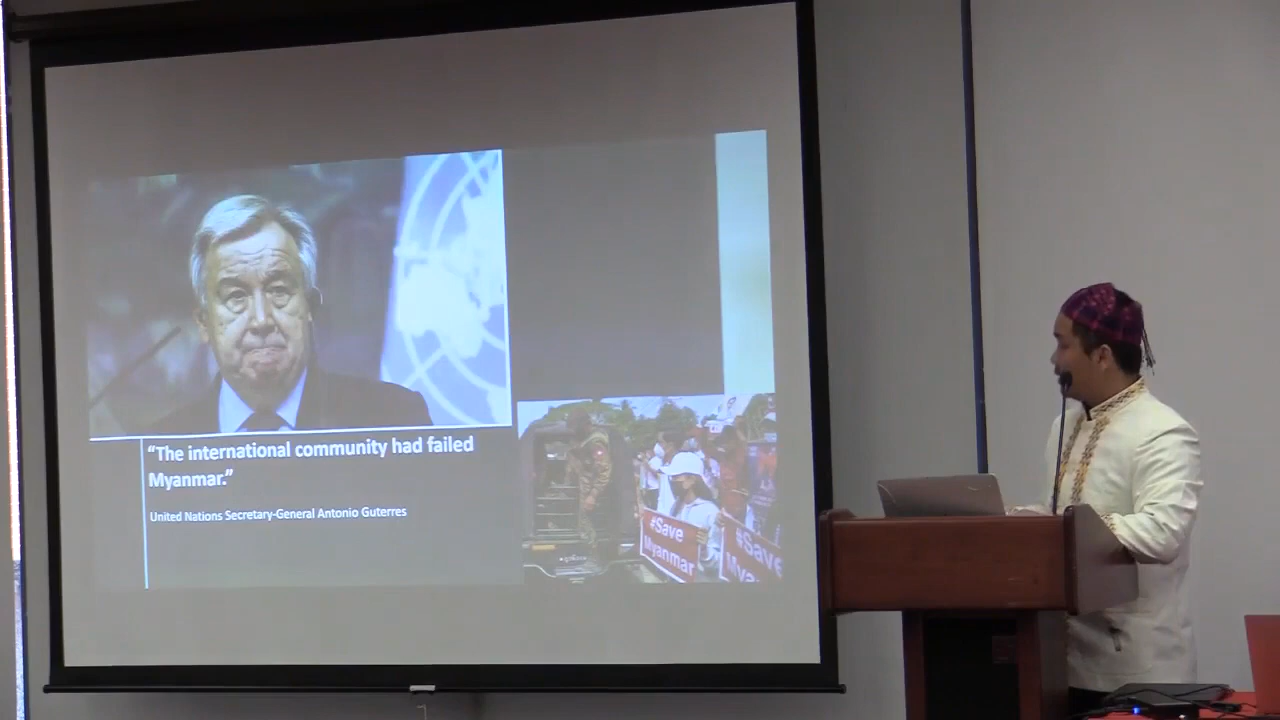 “The international community had failed
Myanmar.”
United Nations Secretary-General Antonio Guterres
#Save
Myanmar
#Save